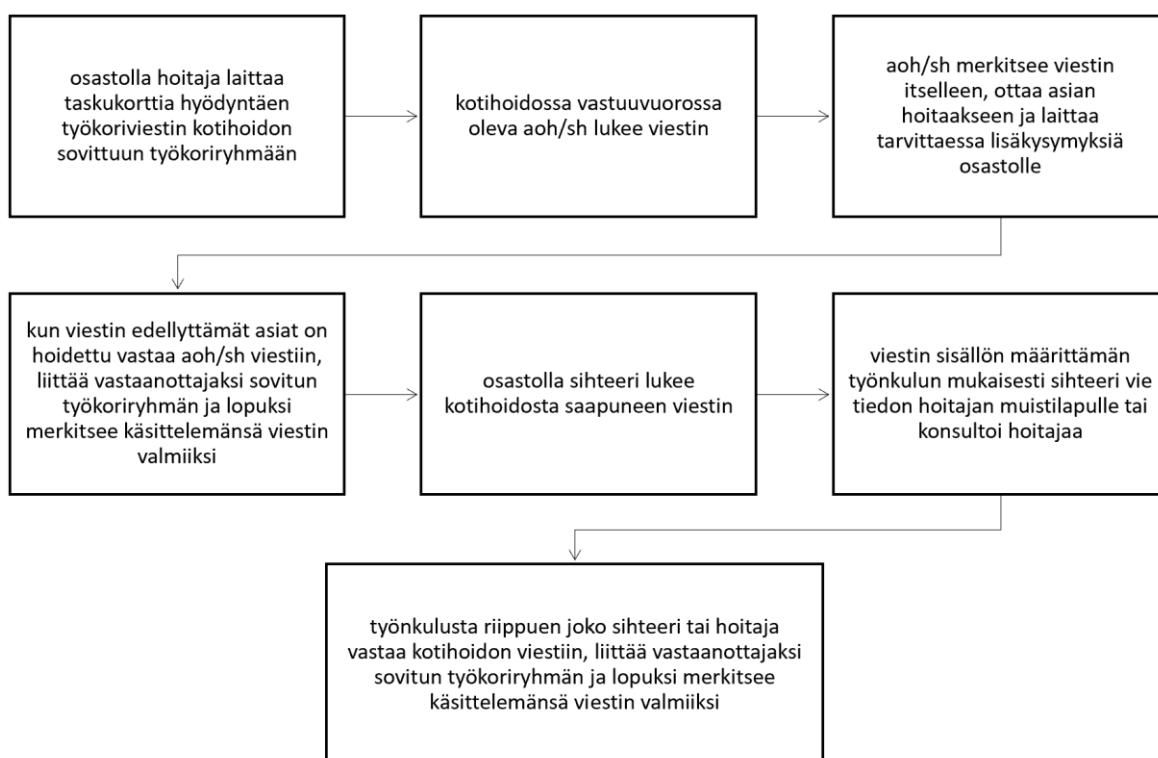 osastolla hoitaja laittaa
taskukorttia hyödyntäen
työkoriviestin kotihoidon
sovittuun työkoriryhmään
kotihoidossa vastuuvuorossa
oleva aoh/sh lukee viestin
aoh/sh merkitsee viestin
itselleen, ottaa asian
hoitaakseen ja laittaa
tarvittaessa lisäkysymyksiä
osastolle
kun viestin edellyttämät asiat on
hoidettu vastaa aoh/sh viestiin,
liittää vastaanottajaksi sovitun
työkoriryhmän ja lopuksi
merkitsee käsittelemänsä viestin
valmiiksi
osastolla sihteeri lukee
kotihoidosta saapuneen viestin
viestin sisällön määrittämän
työnkulun mukaisesti sihteeri vie
tiedon hoitajan muistilapulle tai
konsultoi hoitajaa
työnkulusta riippuen joko sihteeri tai hoitaja
vastaa kotihoidon viestiin, liittää vastaanottajaksi
sovitun työkoriryhmän ja lopuksi merkitsee
käsittelemänsä viestin valmiiksi